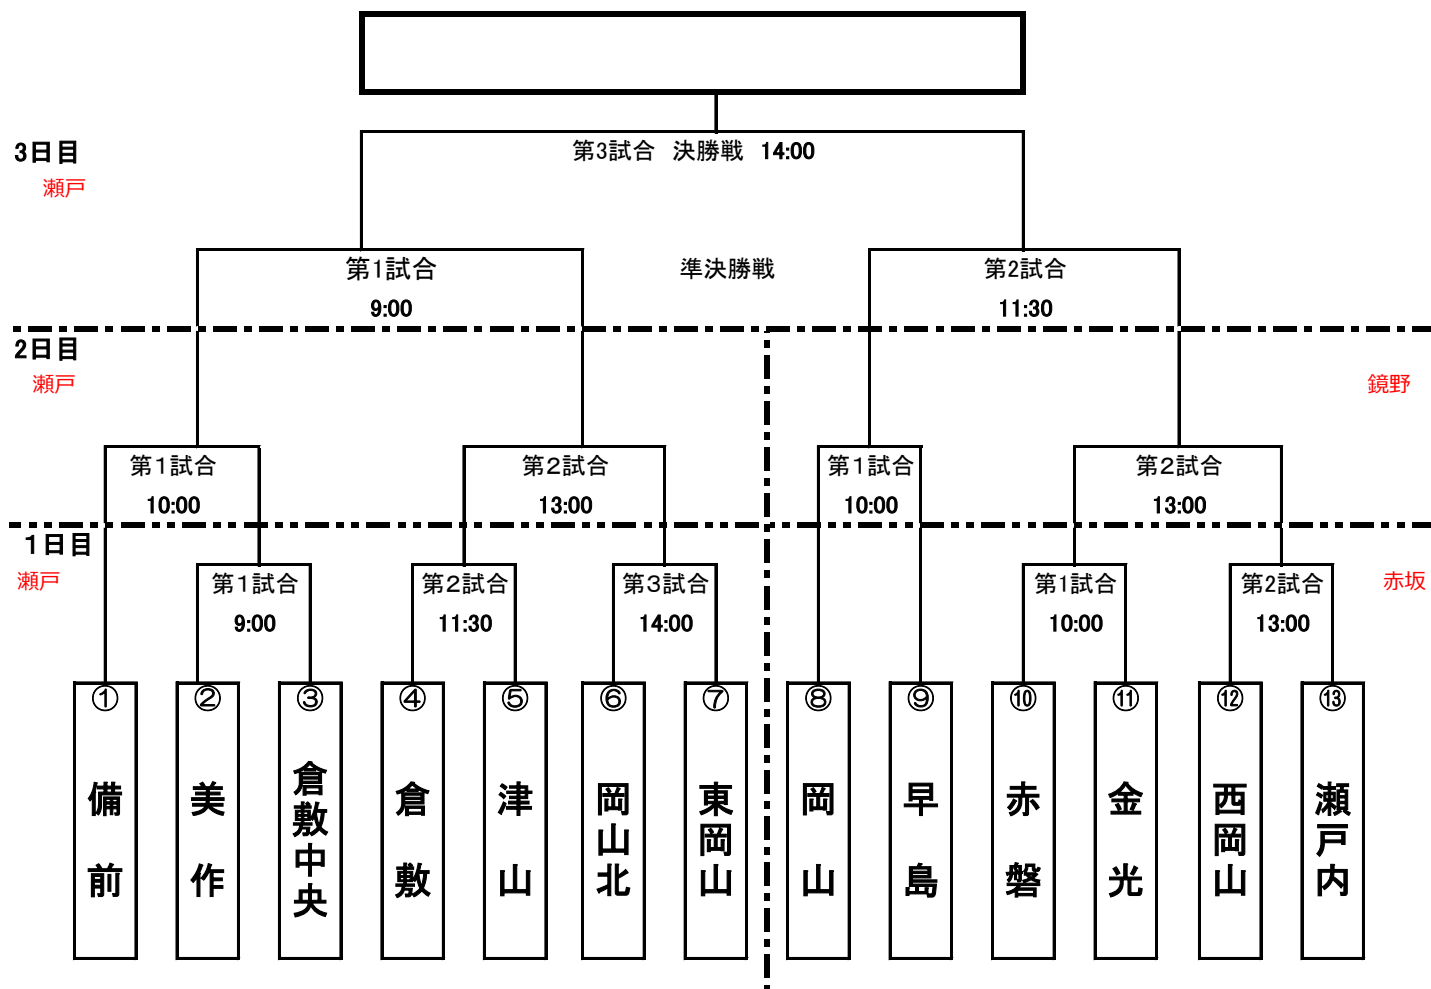 3日目
第3試合 決勝戦 14:00
瀬戸
第1試合 準決勝戦 第2試合
9:00 11:30
2日目
瀬戸 鏡野
第1試合 第2試合 第1試合 第2試合
10:00 13:00 10:00 13:00
1日目
瀬戸 赤坂
第1試合 第2試合 第3試合 第1試合 第2試合
9:00 11:30 14:00 10:00 13:00
① 備前
② 美作
③ 倉敷中央
④ 倉敷
⑤ 津山
⑥ 岡山北
⑦ 東岡山
⑧ 岡山
⑨ 早島
⑩ 赤磐
⑪ 金光
⑫ 西岡山
⑬ 瀬戸内